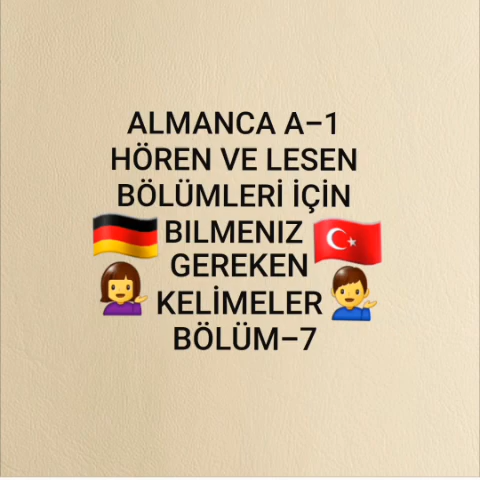 ALMANCA A–1
HÖREN VE LESEN
BÖLÜMLERİ İÇİN
BILMENIZ
GEREKEN
KELİMELER
BÖLÜM–7